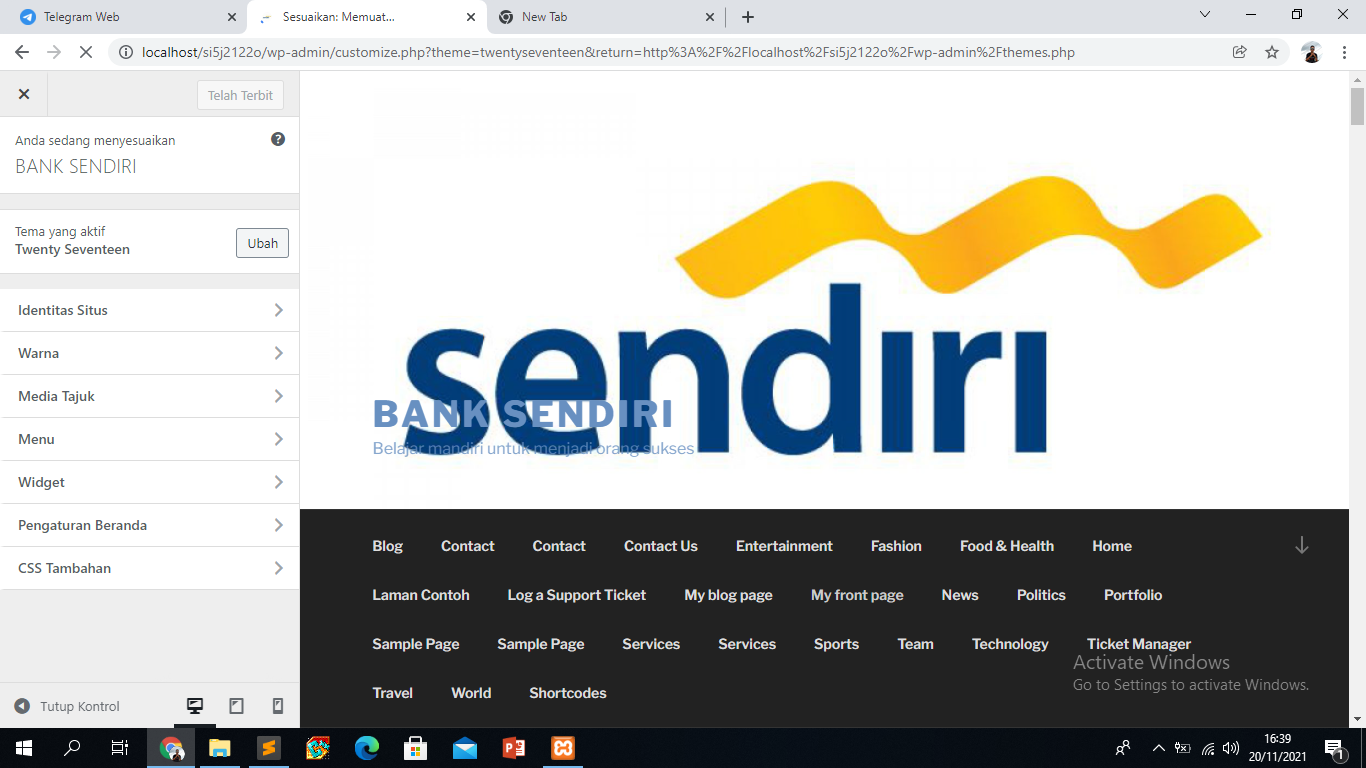 Telegram Web
Sesuaikan: Memuat...
New Tab
localhost/si5j2122o/wp-admin/customize.php?theme=twentyseventeen&return=http%3A%2F%2Flocalhost%2Fsi5j2122o%2Fwp-admin%2Fthemes.php
Telah Terbit
Anda sedang menyesuaikan
BANK SENDIRI
Tema yang aktif
Twenty Seventeen
Ubah
Identitas Situs
Warna
Media Tajuk
Menu
Widget
Pengaturan Beranda
CSS Tambahan
Tutup Kontrol
sendiri
BANK SENDIRI
Belajar mandiri untuk menjadi orang sukses
Blog Contact Contact Contact Us Entertainment Fashion Food & Health Home
Laman Contoh Log a Support Ticket My blog page My front page News Politics Portfolio
Sample Page Sample Page Services Services Sports Team Technology Ticket Manager
Travel World Shortcodes
Activate Windows
Go to Settings to activate Windows.
16:39
20/11/2021
1